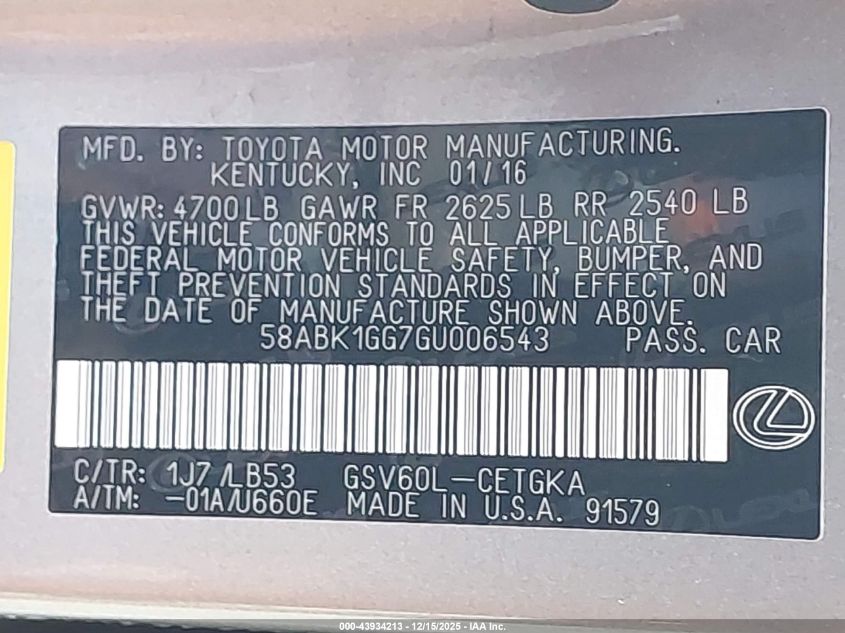 MFD. BY: TOYOTA MOTOR MANUFACTURING.
KENTUCKY, INC 01/16
GVWR: 4700LB GAWR FR 2625LB RR 2540 LB
THIS VEHICLE CONFORMS TO ALL APPLICABLE
FEDERAL MOTOR VEHICLE SAFETY, BUMPER, AND
THEFT PREVENTION STANDARDS IN EFFECT ON
THE DATE OF MANUFACTURE SHOWN ABOVE.
58ABK1GG7GU006543 PASS. CAR
C/TR: 1J7/LB53 GSV60L-CETGKA
A/TM: -01A/U660E MADE IN U.S.A. 91579
000-43934213 - 12/15/2025 - IAA Inc.